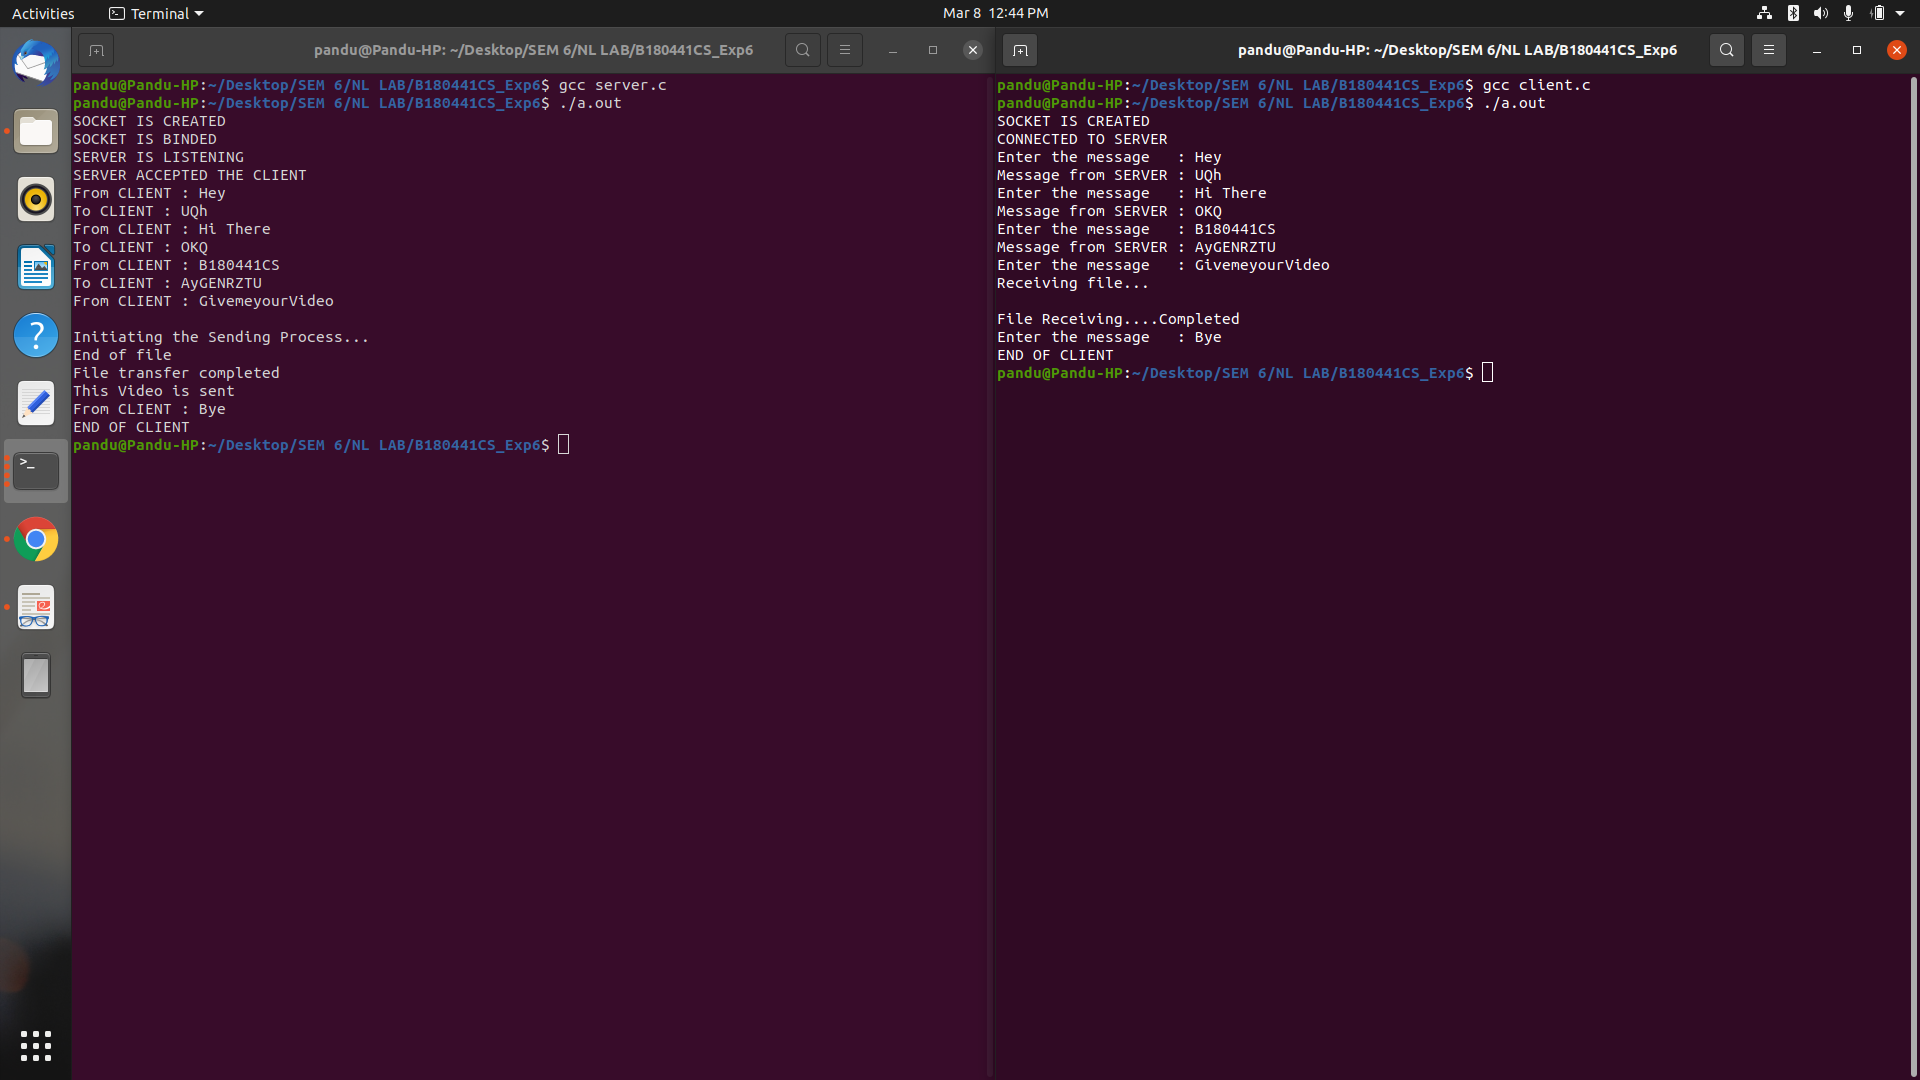 Activities
Terminal
Mar 8 12:44 PM
pandu@Pandu-HP: ~/Desktop/SEM 6/NL LAB/B180441CS_Exp6
pandu@Pandu-HP:~/Desktop/SEM 6/NL LAB/B180441CS_Exp6$ gcc server.c
pandu@Pandu-HP:~/Desktop/SEM 6/NL LAB/B180441CS_Exp6$ ./a.out
SOCKET IS CREATED
SOCKET IS BINDED
SERVER IS LISTENING
SERVER ACCEPTED THE CLIENT
From CLIENT : Hey
To CLIENT : UQh
From CLIENT : Hi There
To CLIENT : OKQ
From CLIENT : B180441CS
To CLIENT : AyGENRZTU
From CLIENT : GivemeyourVideo
Initiating the Sending Process...
End of file
File transfer completed
This Video is sent
From CLIENT : Bye
END OF CLIENT
pandu@Pandu-HP:~/Desktop/SEM 6/NL LAB/B180441CS_Exp6$
pandu@Pandu-HP: ~/Desktop/SEM 6/NL LAB/B180441CS_Exp6
pandu@Pandu-HP:~/Desktop/SEM 6/NL LAB/B180441CS_Exp6$ gcc client.c
pandu@Pandu-HP:~/Desktop/SEM 6/NL LAB/B180441CS_Exp6$ ./a.out
SOCKET IS CREATED
CONNECTED TO SERVER
Enter the message   : Hey
Message from SERVER : UQh
Enter the message   : Hi There
Message from SERVER : OKQ
Enter the message   : B180441CS
Message from SERVER : AyGENRZTU
Enter the message   : GivemeyourVideo
Receiving file...
File Receiving....Completed
Enter the message   : Bye
END OF CLIENT
pandu@Pandu-HP:~/Desktop/SEM 6/NL LAB/B180441CS_Exp6$